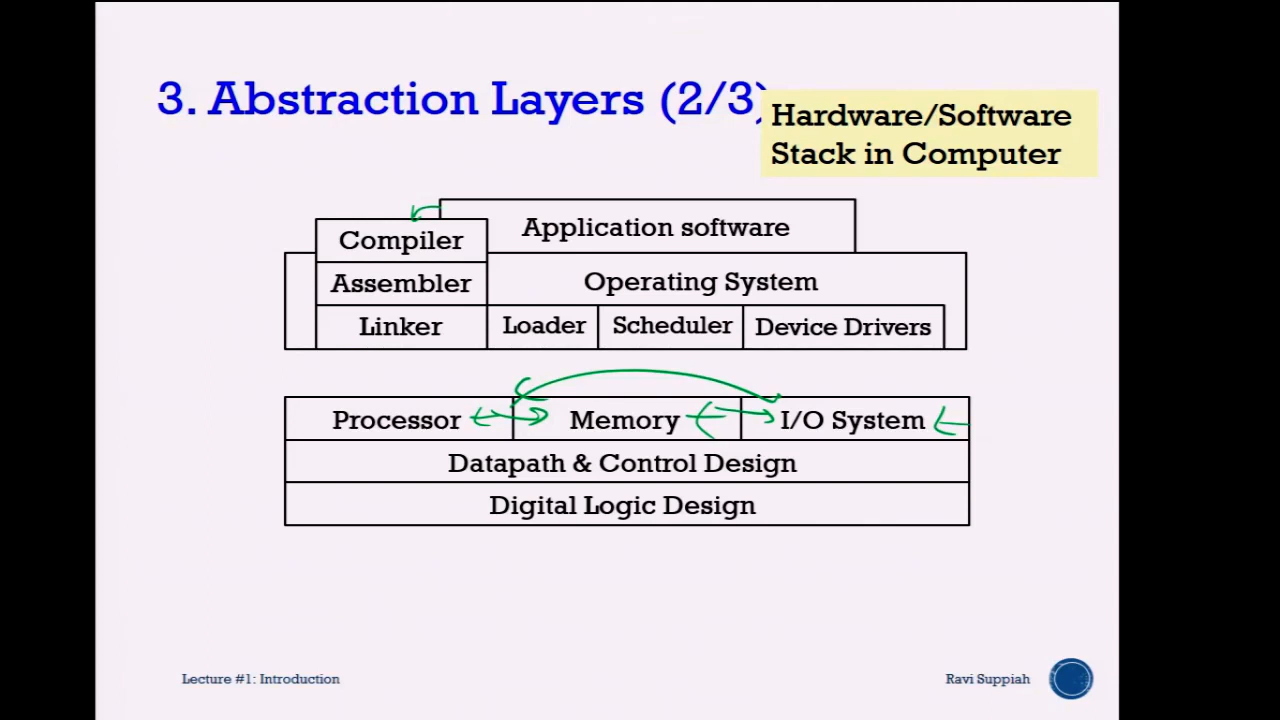 3. Abstraction Layers (2/3)
Hardware/Software
Stack in Computer
Application software
Compiler
Assembler
Operating System
Linker
Loader
Scheduler
Device Drivers
Processor
Memory
I/O System
Datapath & Control Design
Digital Logic Design
Lecture #1: Introduction
Ravi Suppiah